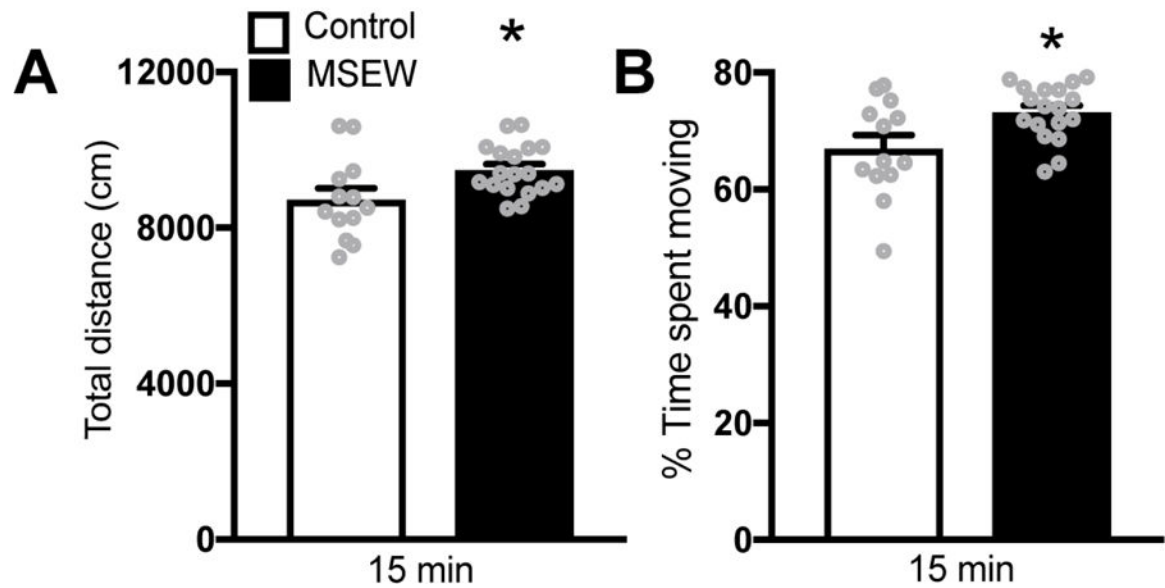 A
Control
MSEW
*
12000
8000
4000
0
Total distance (cm)
15 min
B
*
80
60
40
20
0
% Time spent moving
15 min